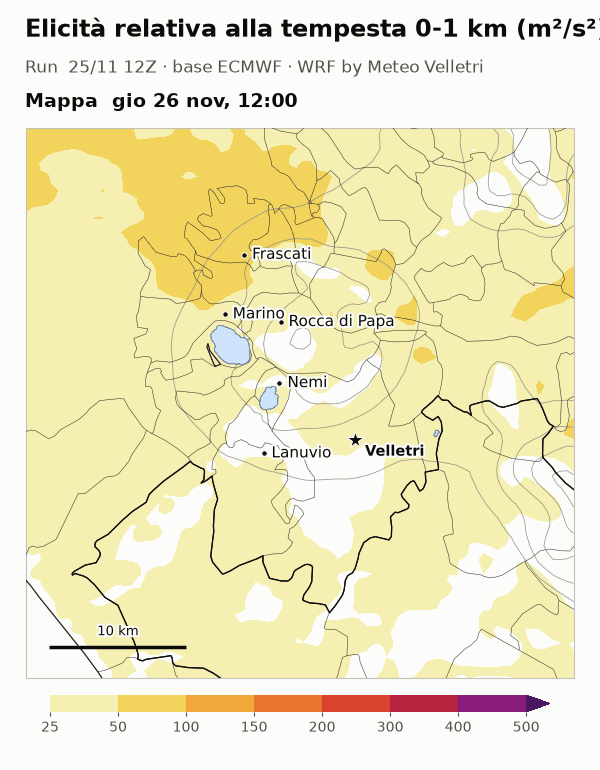 Elicità relativa alla tempesta 0-1 km (m²/s²)
Run 25/11 12Z · base ECMWF · WRF by Meteo Velletri
Mappa gio 26 nov, 12:00
Frascati
Marino
Rocca di Papa
Nemi
Velletri
Lanuvio
10 km
25 50 100 150 200 300 400 500